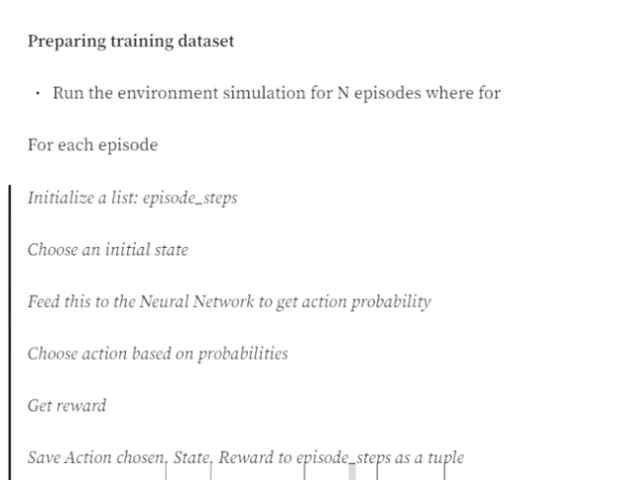 Preparing training dataset
• Run the environment simulation for N episodes where for
For each episode
Initialize a list: episode_steps
Choose an initial state
Feed this to the Neural Network to get action probability
Choose action based on probabilities
Get reward
Save Action chosen, State, Reward to episode_steps as a tuple